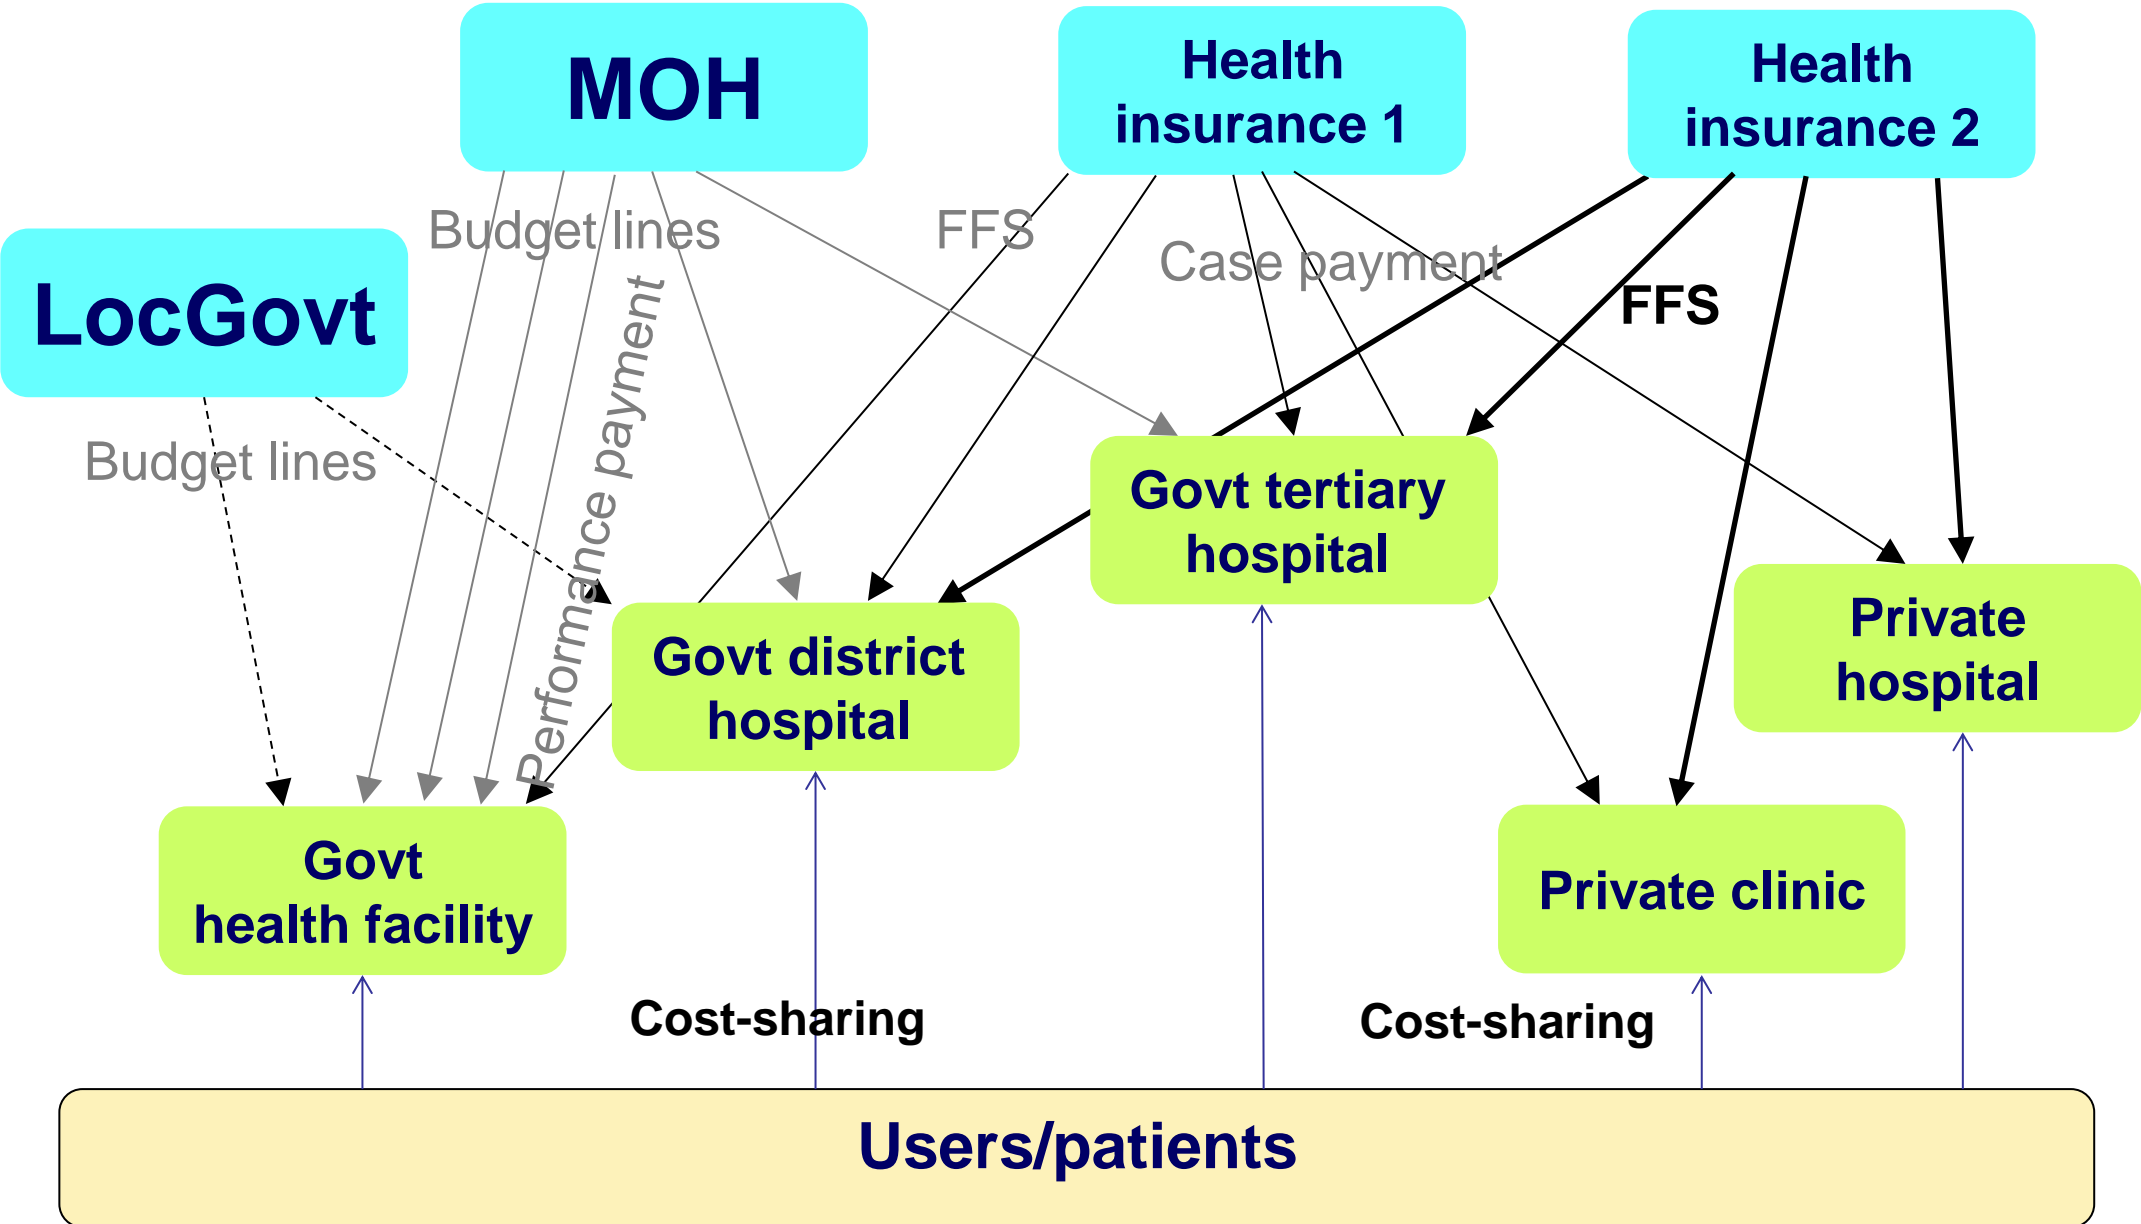 MOH
Health
insurance 1
Health
insurance 2
Budget lines
FFS
Case payment
LocGovt
FFS
Performance payment
Budget lines
Govt tertiary
hospital
Govt district
hospital
Private
hospital
Govt
health facility
Private clinic
Cost-sharing
Cost-sharing
Users/patients